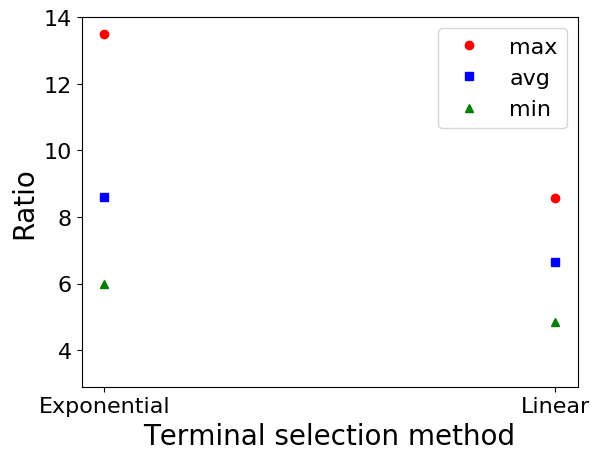 14
12
10
8
6
4
Ratio
max
avg
min
Exponential
Linear
Terminal selection method